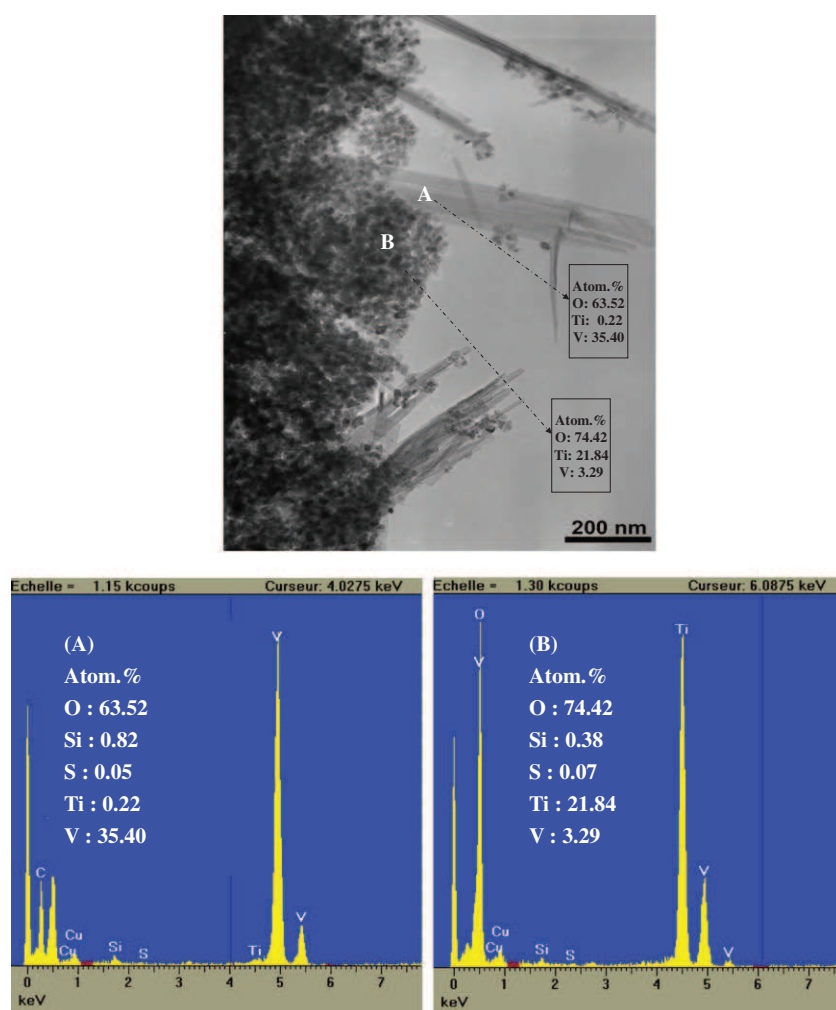 A
B
Atom.%
O: 63.52
Ti: 0.22
V: 35.40
Atom.%
O: 74.42
Ti: 21.84
V: 3.29
200 nm
Echelle = 1.15 kcoups Curseur: 4.0275 keV
V
(A)
Atom.%
O : 63.52
Si : 0.82
S : 0.05
Ti : 0.22
V : 35.40
C
Cu
Cu
Si
S
Ti
V
0 1 2 3 4 5 6 7
keV
Echelle = 1.30 kcoups Curseur: 6.0875 keV
O
Ti
V
(B)
Atom.%
O : 74.42
Si : 0.38
S : 0.07
Ti : 21.84
V : 3.29
V
Cu
Cu
Si
S
V
0 1 2 3 4 5 6 7
keV